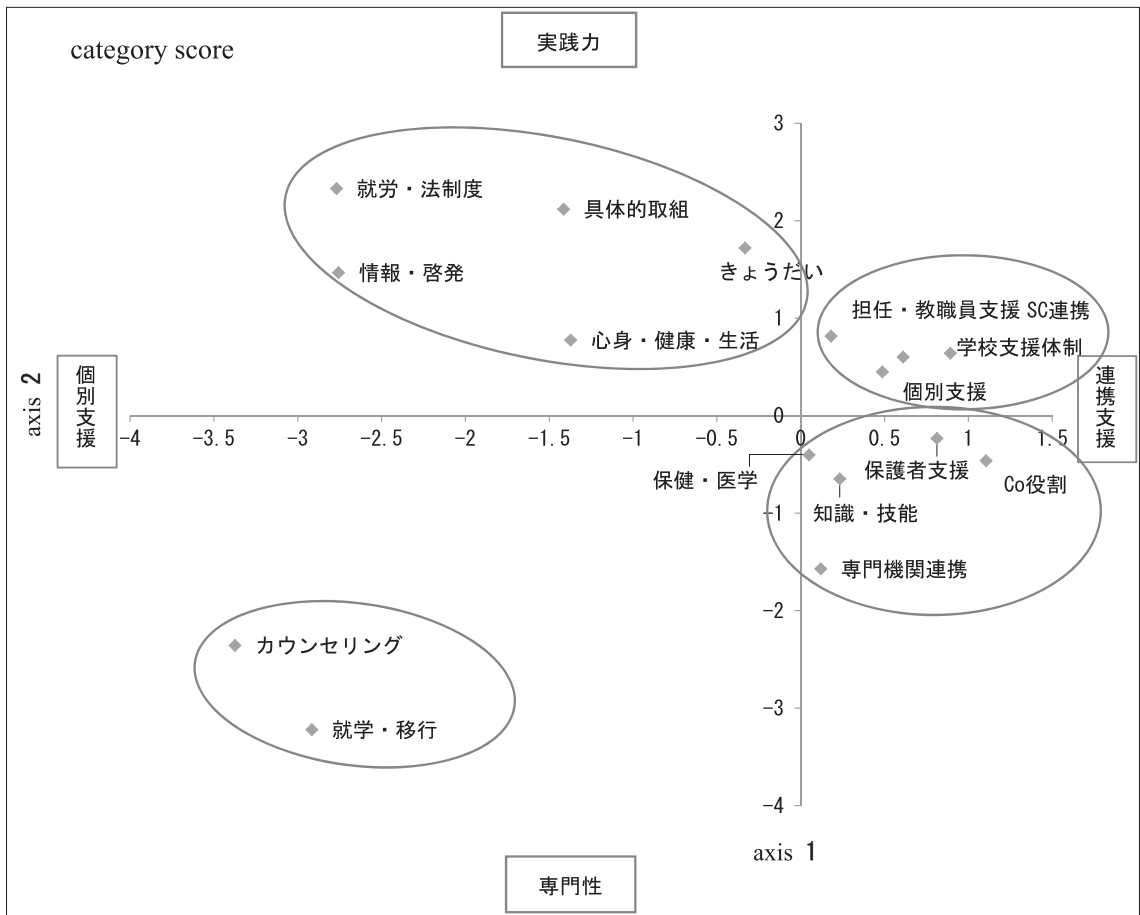 実践力
category score
3
就労・法制度
具体的取組
2
きょうだい
情報・啓発
担任・教職員支援 SC連携
1
心身・健康・生活
学校支援体制
個別支援
axis 2
個別支援
連携支援
0
-4 -3.5 -3 -2.5 -2 -1.5 -1 -0.5 0 0.5 1 1.5
保健・医学
保護者支援
Co役割
-1
知識・技能
専門機関連携
-2
カウンセリング
-3
就学・移行
-4
axis 1
専門性